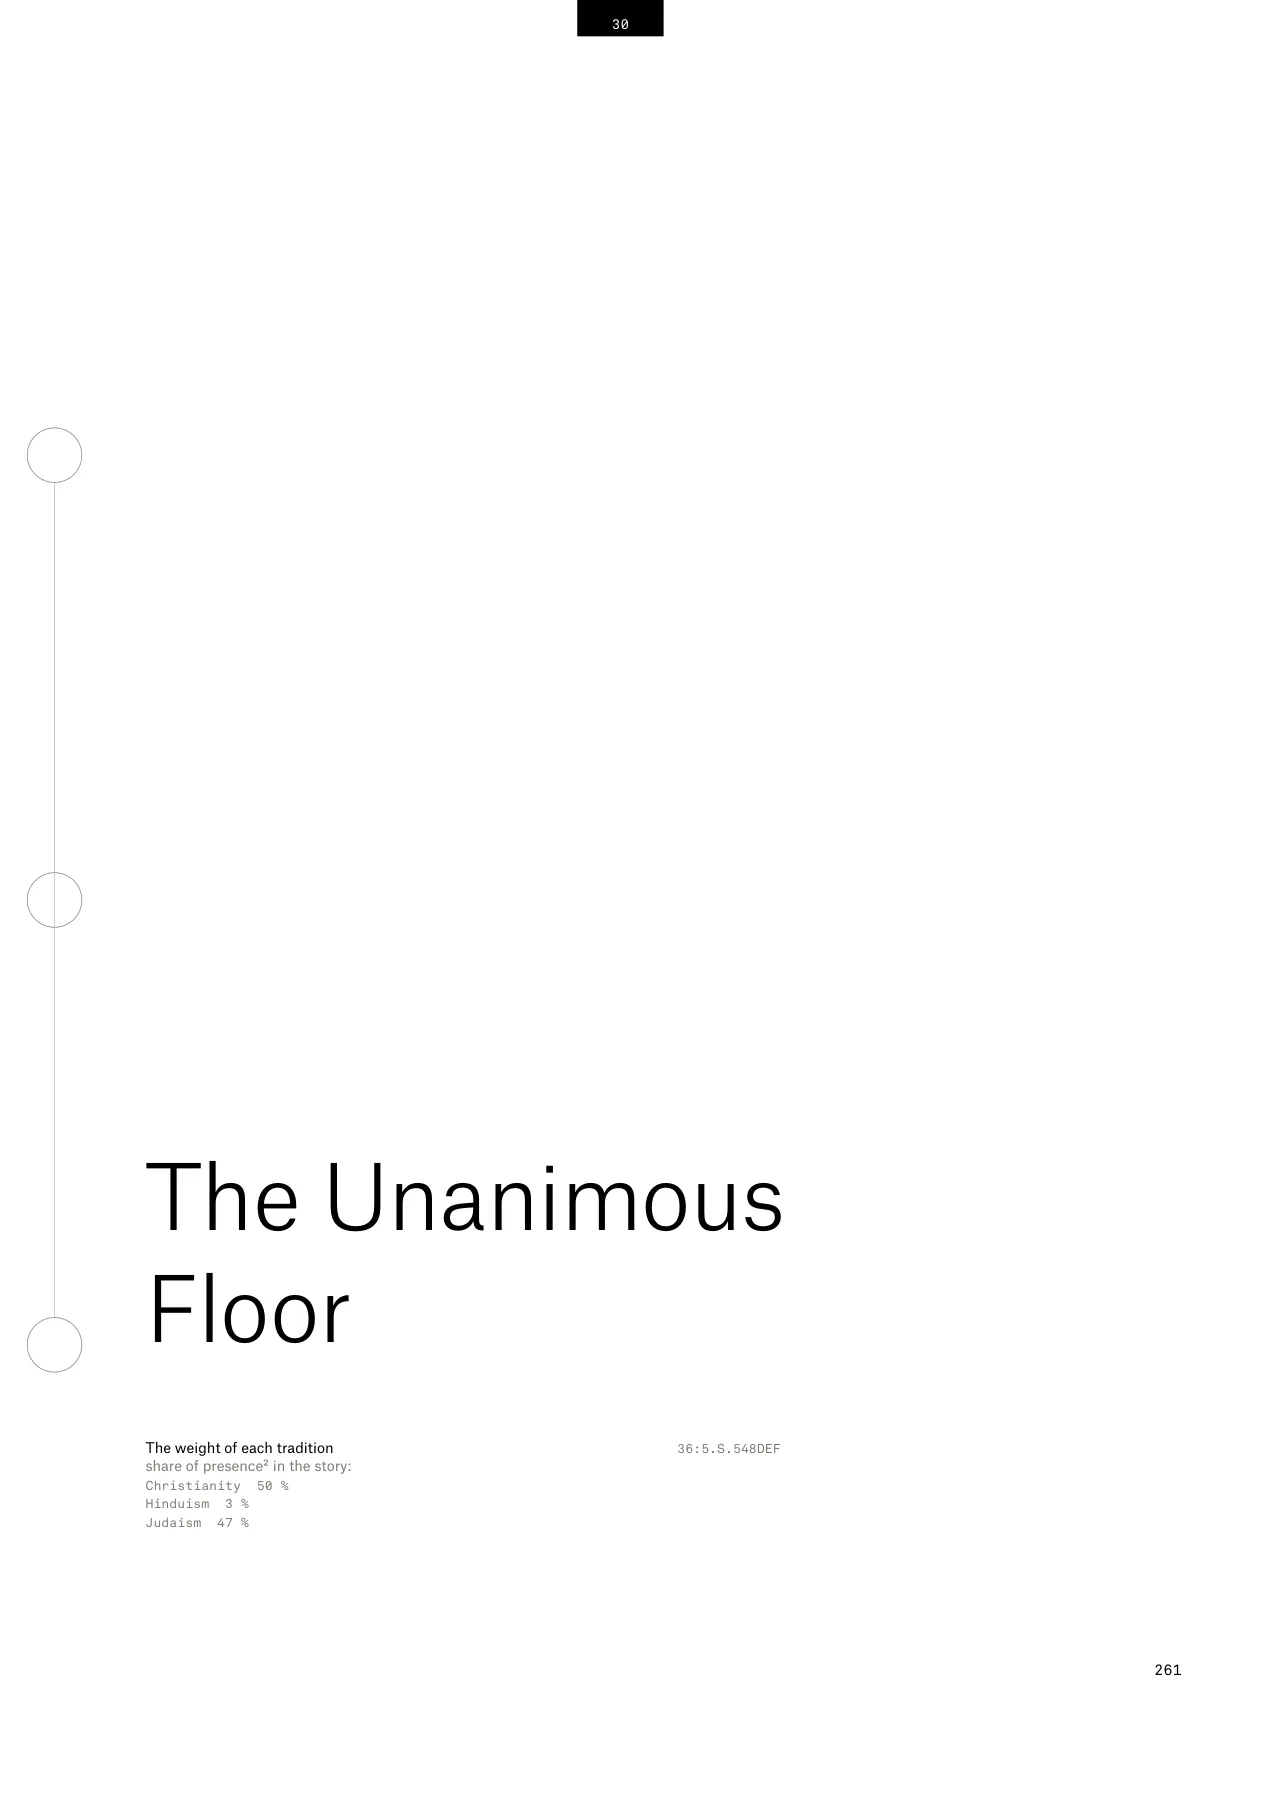 30
The Unanimous
Floor
The weight of each tradition
share of presence² in the story:
Christianity 50 %
Hinduism 3 %
Judaism 47 %
36:5.S.548DEF
261